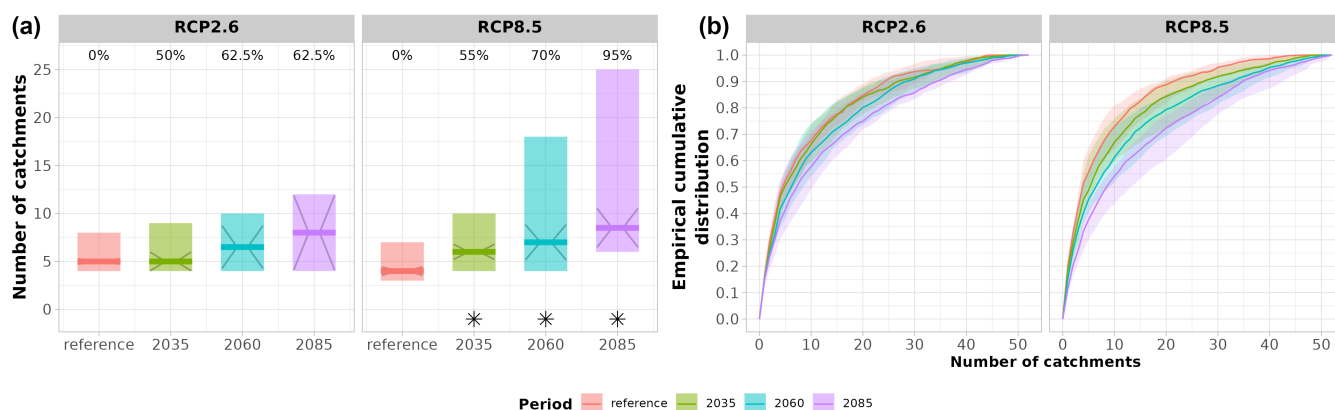 (a)
RCP2.6
RCP8.5
0% 50% 62.5% 62.5%
0% 55% 70% 95%
Number of catchments
25
20
15
10
5
0
reference 2035 2060 2085
reference 2035 2060 2085
(b)
RCP2.6
RCP8.5
Empirical cumulative
distribution
1.0
0.9
0.8
0.7
0.6
0.5
0.4
0.3
0.2
0.1
0.0
0 10 20 30 40 50
0 10 20 30 40 50
Number of catchments
Period reference 2035 2060 2085